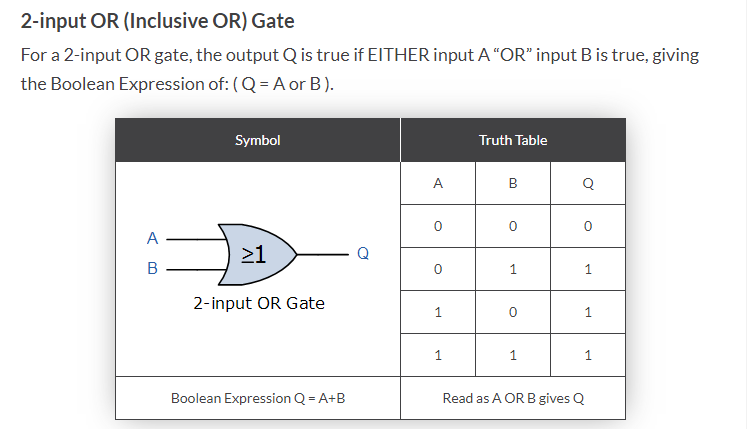 2-input OR (Inclusive OR) Gate
For a 2-input OR gate, the output Q is true if EITHER input A “OR” input B is true, giving
the Boolean Expression of: ( Q = A or B ).
Symbol Truth Table
A B Q
0 0 0
0 1 1
1 0 1
1 1 1
A
B
≥1
Q
2-input OR Gate
Boolean Expression Q = A+B Read as A OR B gives Q